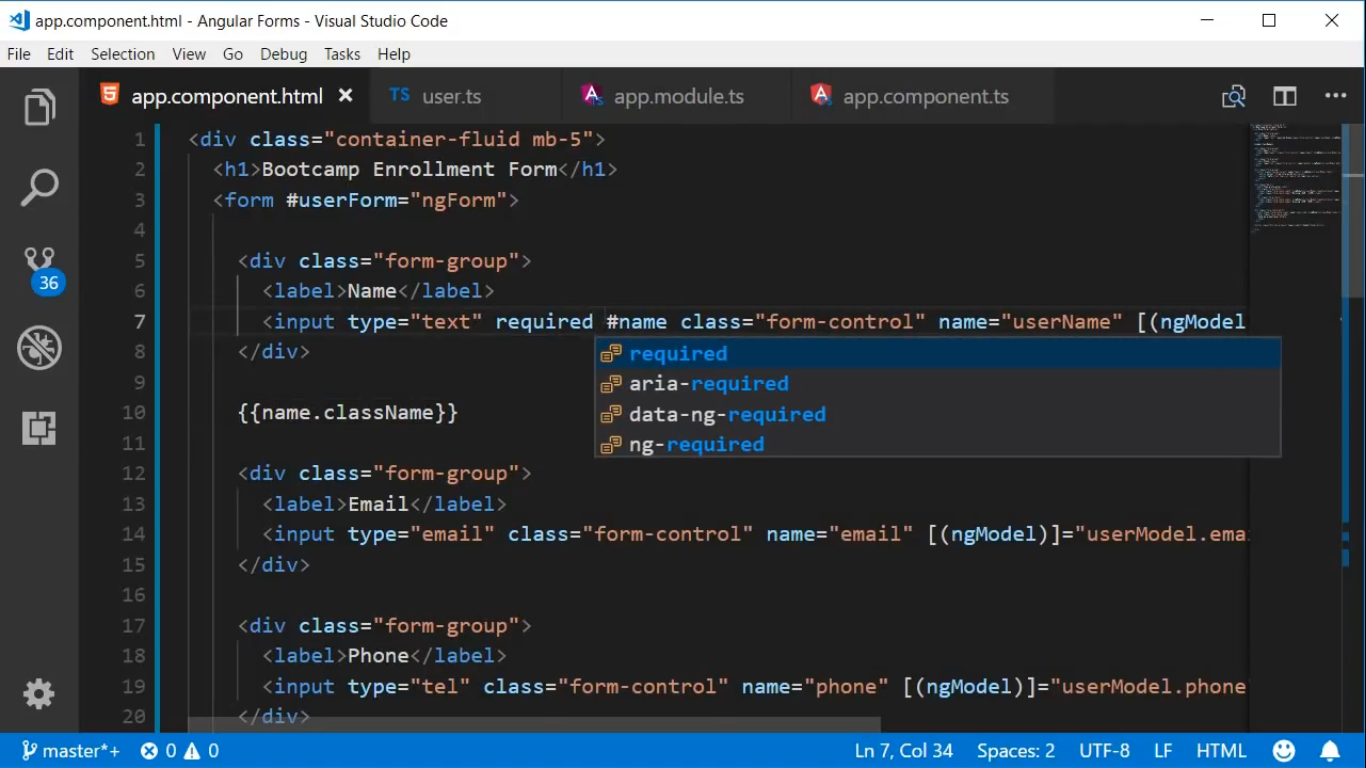 app.component.html - Angular Forms - Visual Studio Code
File Edit Selection View Go Debug Tasks Help
app.component.html TS user.ts app.module.ts app.component.ts
1 <div class="container-fluid mb-5">
2 <h1>Bootcamp Enrollment Form</h1>
3 <form #userForm="ngForm">
4
5 <div class="form-group">
6 <label>Name</label>
7 <input type="text" required #name class="form-control" name="userName" [(ngModel
8 </div>
required
9
aria-required
10 {{name.className}}
data-ng-required
11
ng-required
12 <div class="form-group">
13 <label>Email</label>
14 <input type="email" class="form-control" name="email" [(ngModel)]="userModel.emai
15 </div>
16
17 <div class="form-group">
18 <label>Phone</label>
19 <input type="tel" class="form-control" name="phone" [(ngModel)]="userModel.phone
20 </div>
36
master*+ 0 0 Ln 7, Col 34 Spaces: 2 UTF-8 LF HTML